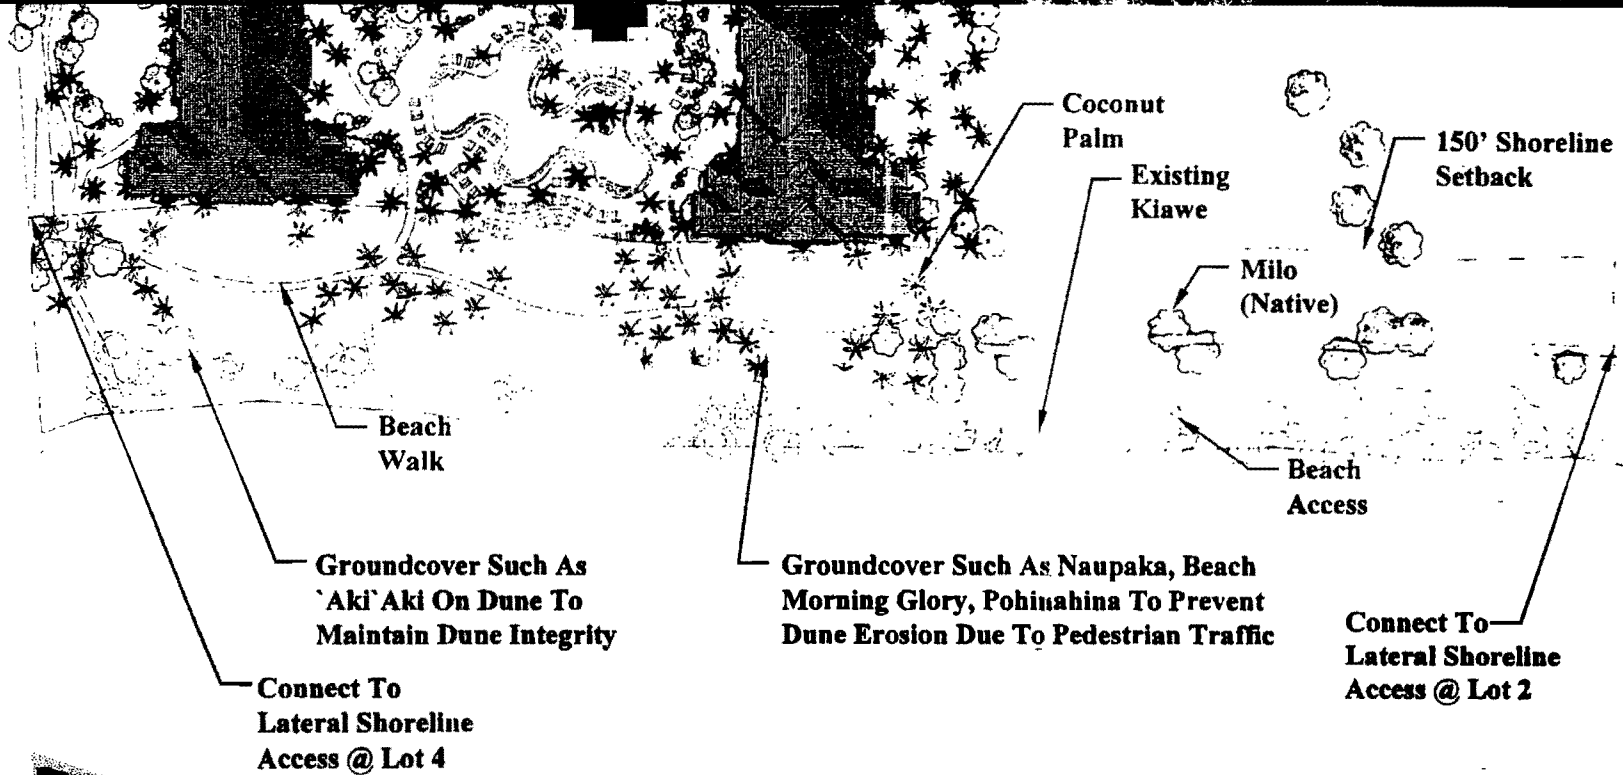 Coconut
Palm
150' Shoreline
Setback
Existing
Kiawe
Milo
(Native)
Beach
Walk
Beach
Access
Groundcover Such As
`Aki`Aki On Dune To
Maintain Dune Integrity
Groundcover Such As Naupaka, Beach
Morning Glory, Pohinahina To Prevent
Dune Erosion Due To Pedestrian Traffic
Connect To
Lateral Shoreline
Access @ Lot 2
Connect To
Lateral Shoreline
Access @ Lot 4